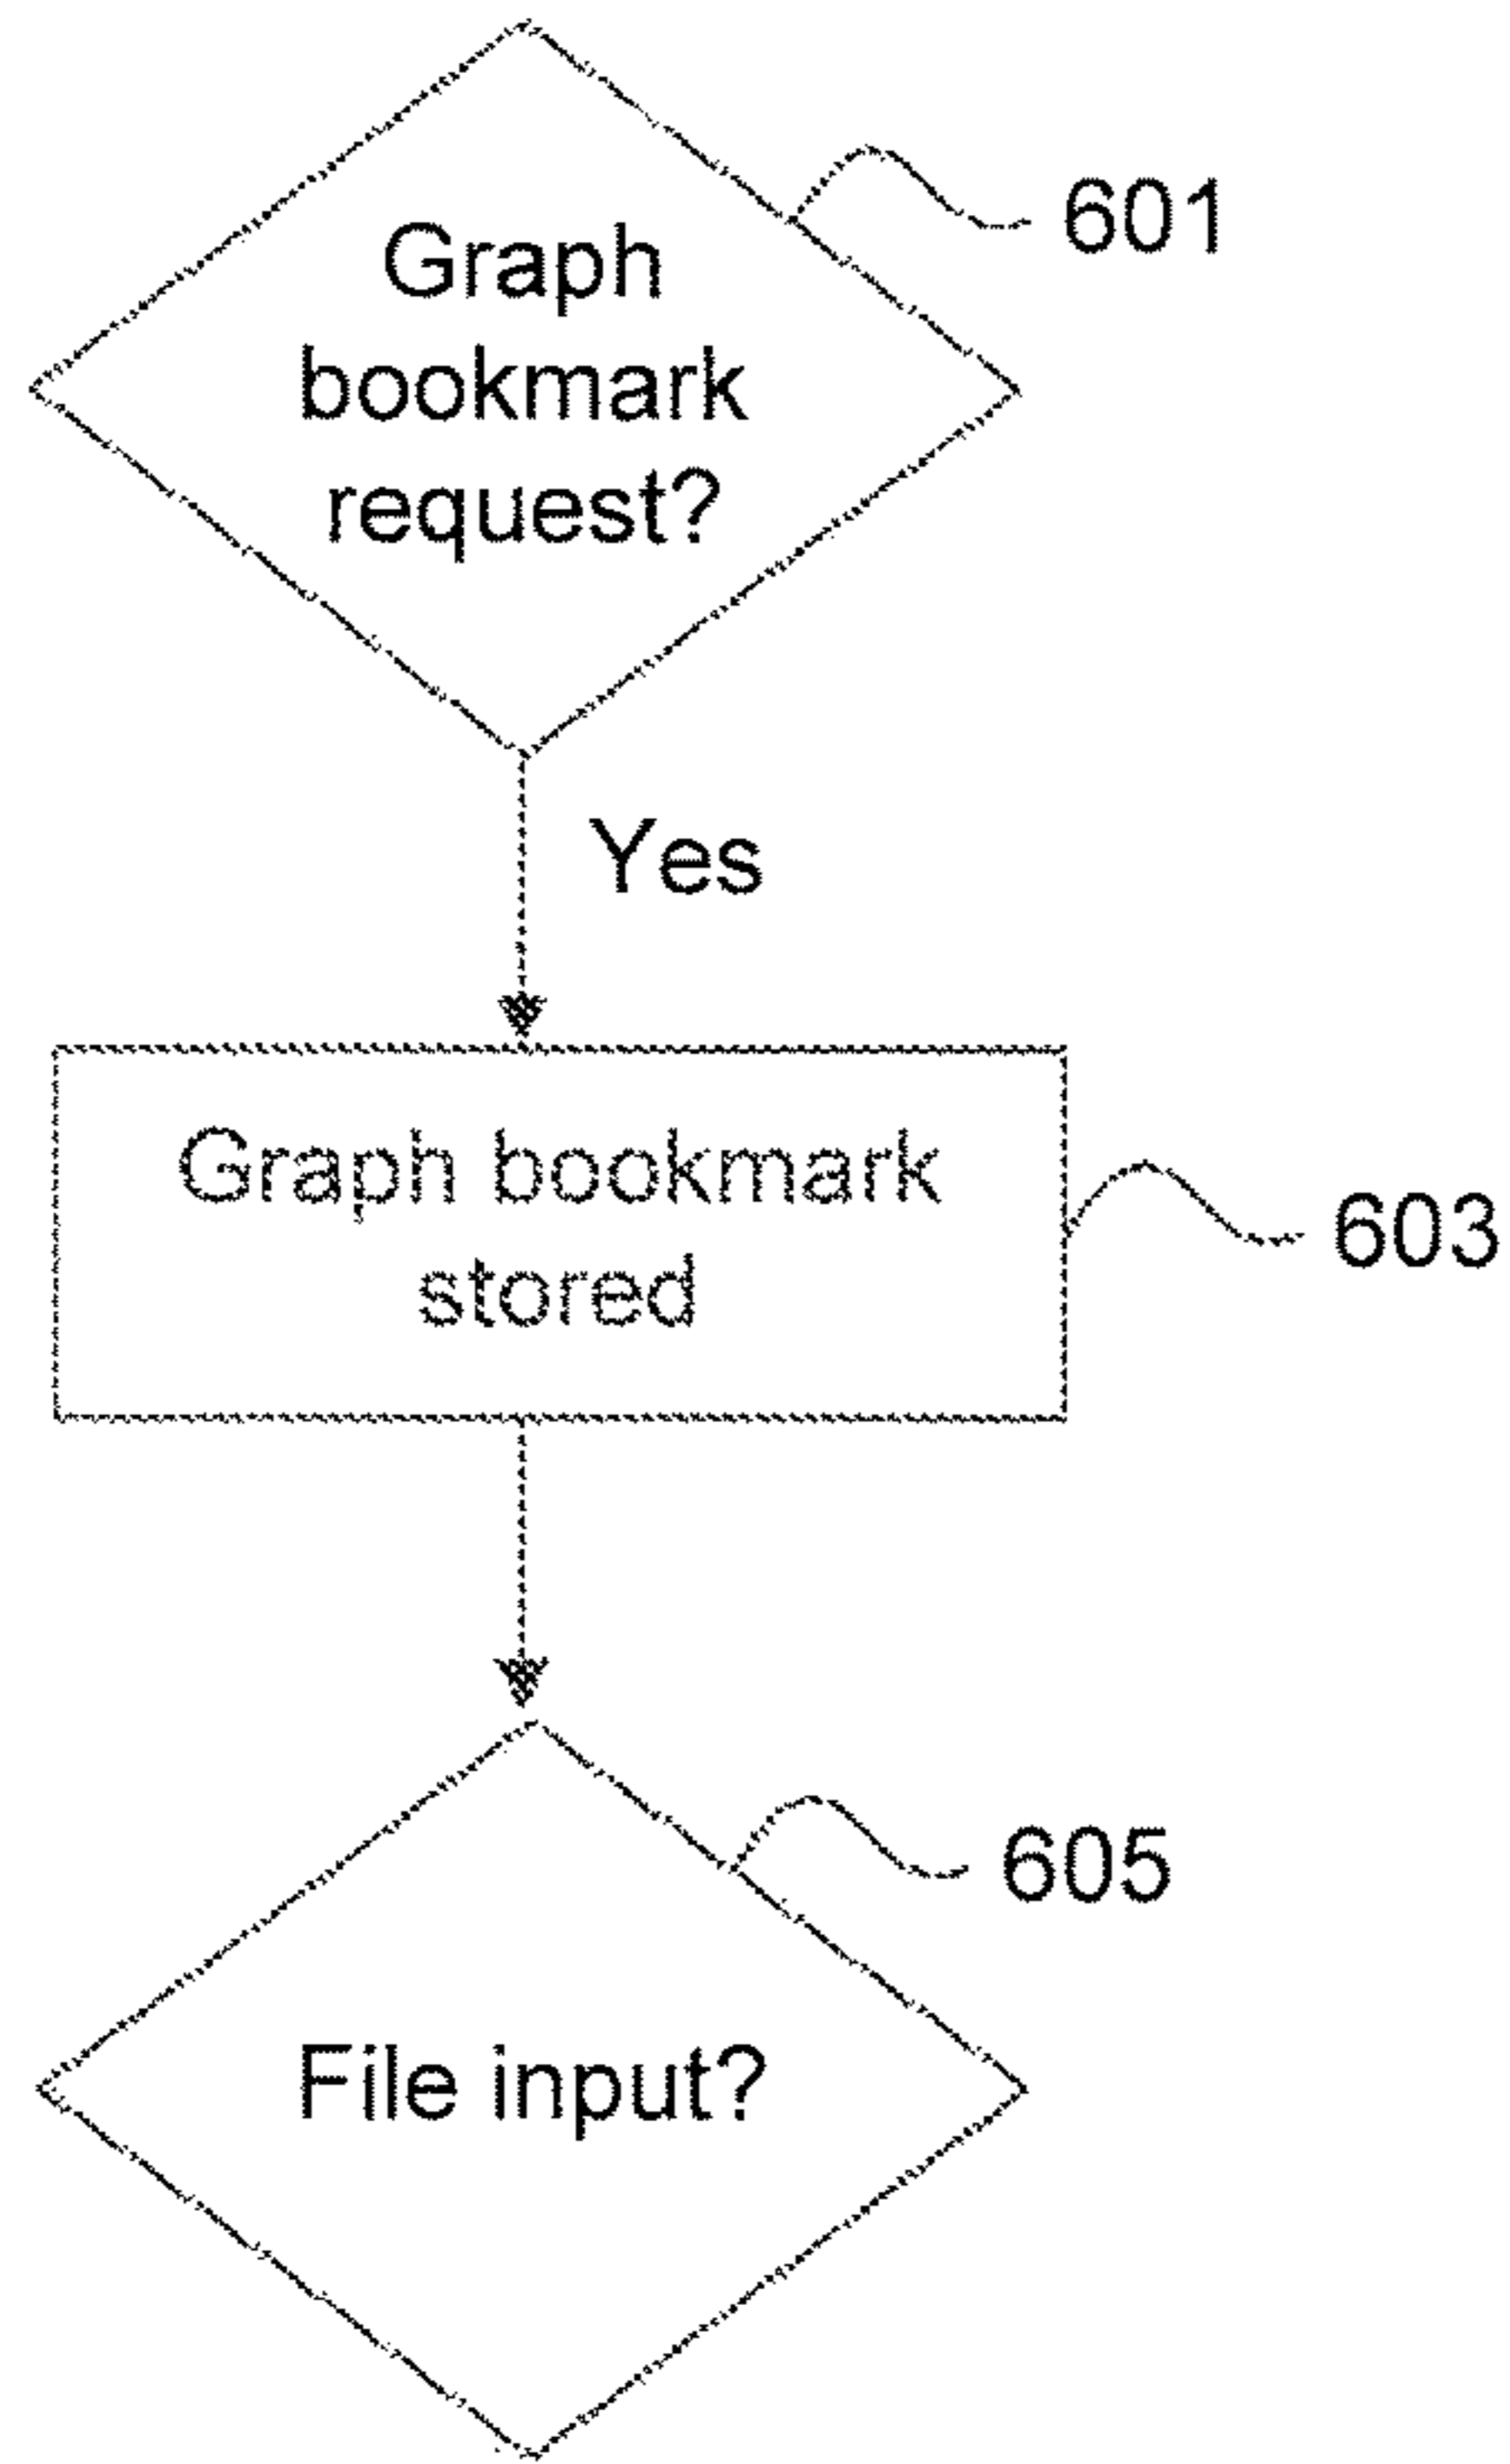 Graph
bookmark
request?
601
Yes
Graph bookmark
stored
603
605
File input?